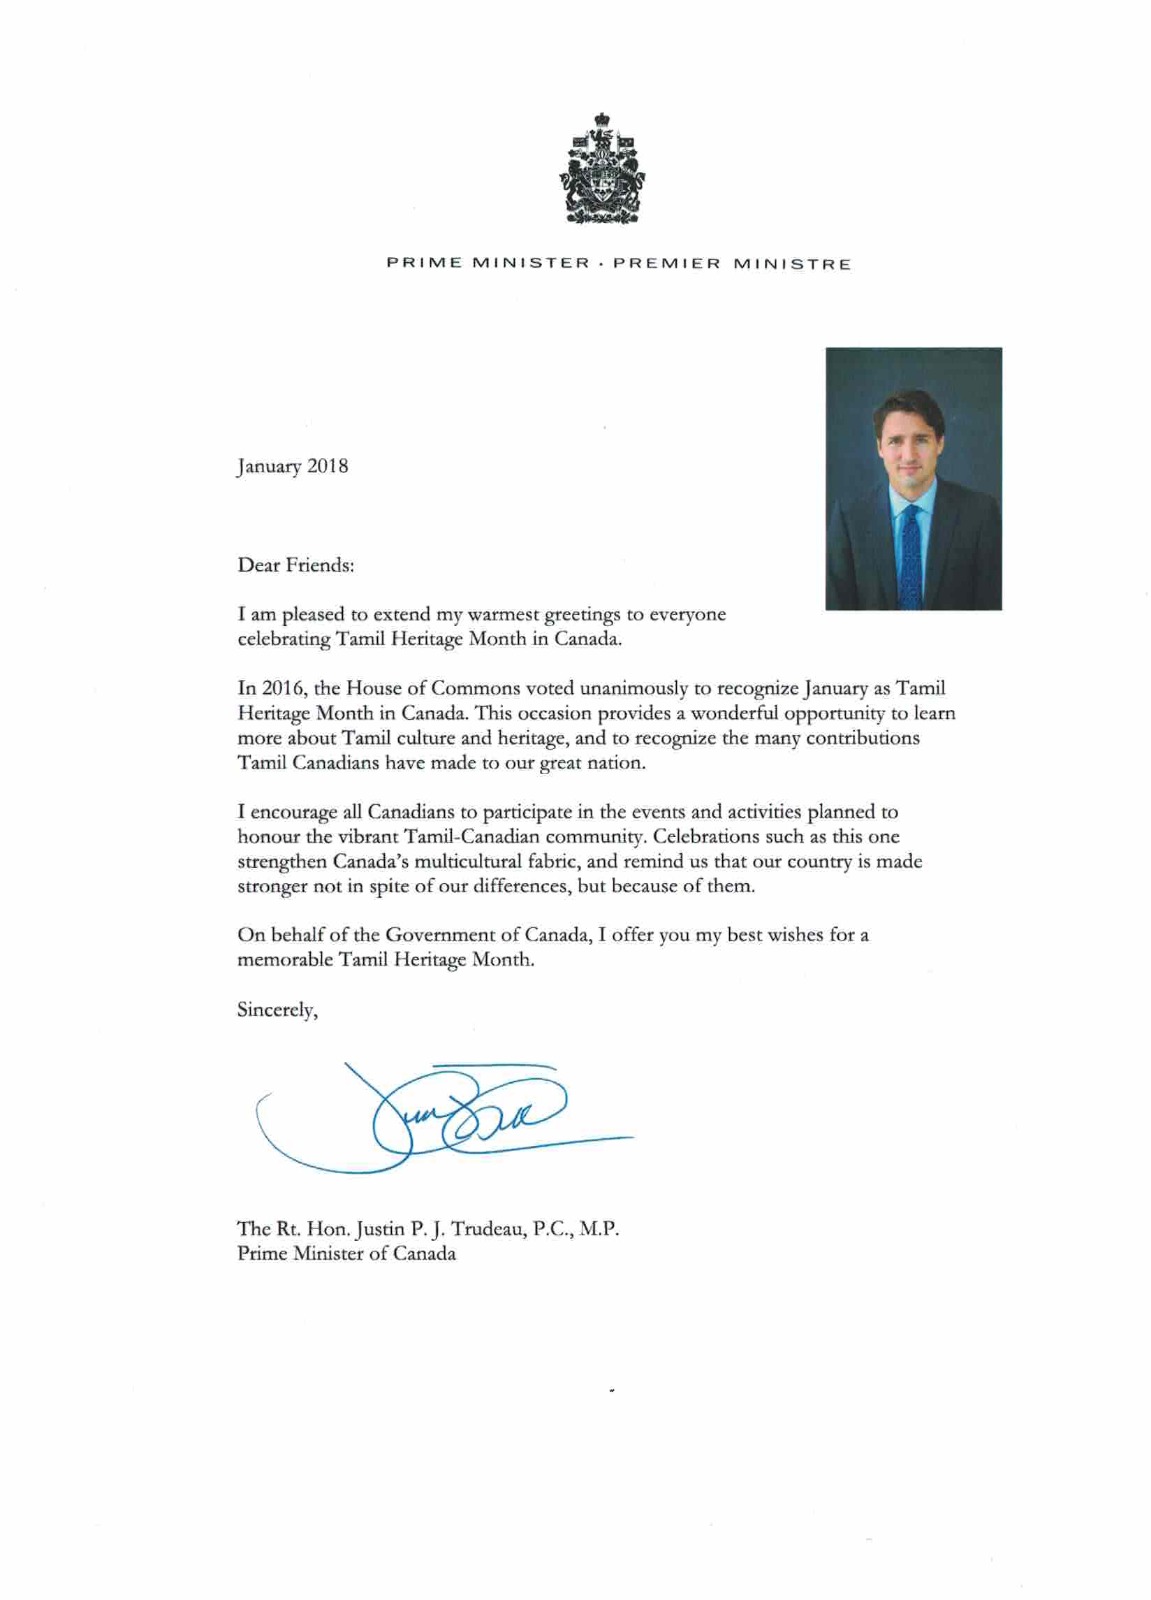 PRIME MINISTER · PREMIER MINISTRE
January 2018
Dear Friends:
I am pleased to extend my warmest greetings to everyone
celebrating Tamil Heritage Month in Canada.
In 2016, the House of Commons voted unanimously to recognize January as Tamil
Heritage Month in Canada. This occasion provides a wonderful opportunity to learn
more about Tamil culture and heritage, and to recognize the many contributions
Tamil Canadians have made to our great nation.
I encourage all Canadians to participate in the events and activities planned to
honour the vibrant Tamil-Canadian community. Celebrations such as this one
strengthen Canada's multicultural fabric, and remind us that our country is made
stronger not in spite of our differences, but because of them.
On behalf of the Government of Canada, I offer you my best wishes for a
memorable Tamil Heritage Month.
Sincerely,
The Rt. Hon. Justin P. J. Trudeau, P.C., M.P.
Prime Minister of Canada